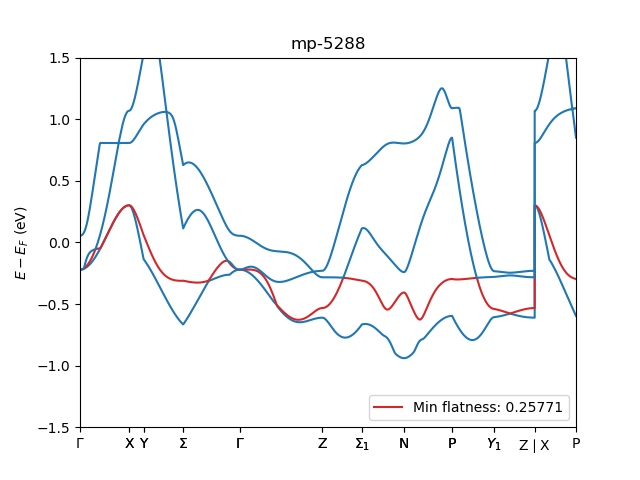 mp-5288
E − E_F (eV)
1.5
1.0
0.5
0.0
−0.5
−1.0
−1.5
Min flatness: 0.25771
Γ X Y Σ Γ Z Σ₁ N P Y₁ Z | X P